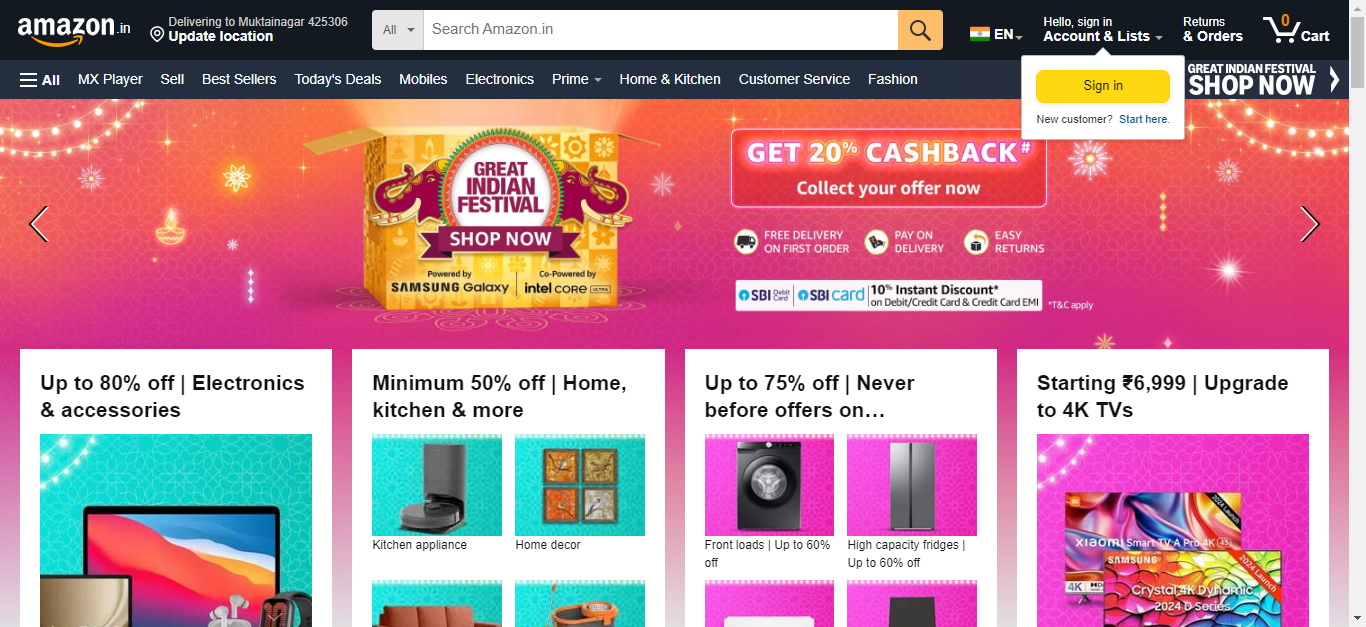 amazon.in
Delivering to Muktainagar 425306
Update location
All
Search Amazon.in
EN
Hello, sign in
Account & Lists
Returns
& Orders
0
Cart
All
MX Player
Sell
Best Sellers
Today's Deals
Mobiles
Electronics
Prime
Home & Kitchen
Customer Service
Fashion
GREAT INDIAN FESTIVAL
SHOP NOW
Sign in
New customer? Start here.
GREAT
INDIAN
FESTIVAL
SHOP NOW
Powered by
SAMSUNG Galaxy
Co-Powered by
intel CORE ULTRA
GET 20% CASHBACK#
Collect your offer now
FREE DELIVERY
ON FIRST ORDER
PAY ON
DELIVERY
EASY
RETURNS
SBI Debit Card
SBI card
10% Instant Discount*
on Debit/Credit Card & Credit Card EMI
*T&C apply
Up to 80% off | Electronics
& accessories
Minimum 50% off | Home,
kitchen & more
Kitchen appliance
Home decor
Up to 75% off | Never
before offers on…
Front loads | Up to 60%
off
High capacity fridges |
Up to 60% off
Starting ₹6,999 | Upgrade
to 4K TVs
2024 Launch
xiaomi Smart TV A Pro 4K (43)
SAMSUNG
2024 Launch
4K
Crystal 4K Dynamic
2024 D Series